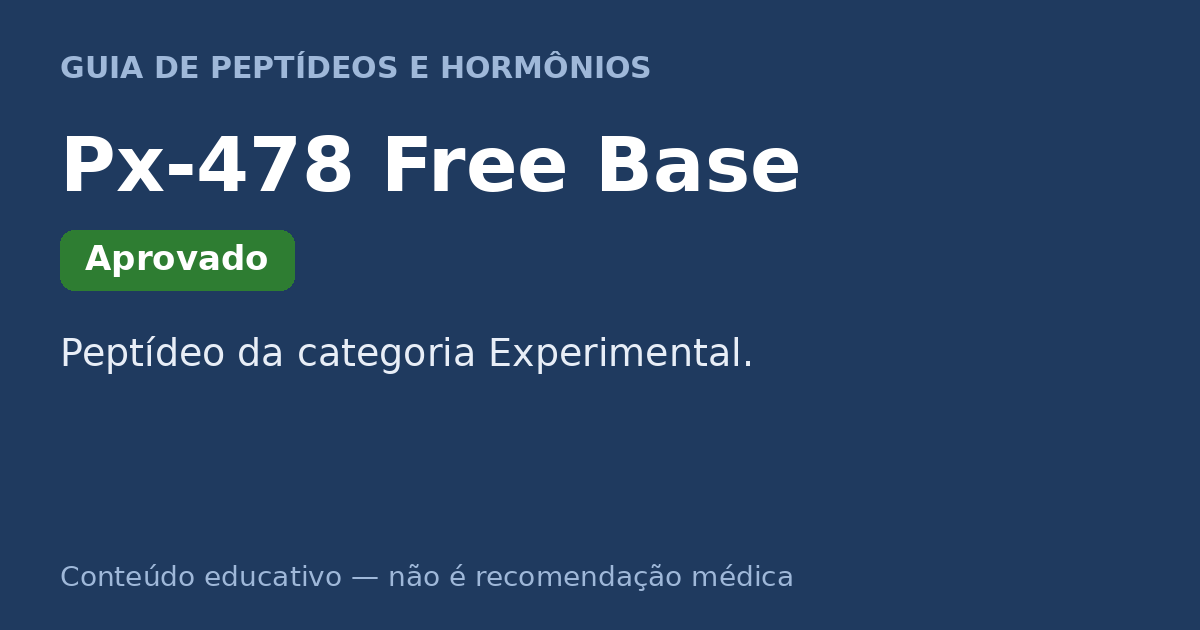 GUIA DE PEPTÍDEOS E HORMÔNIOS
Px-478 Free Base
Aprovado
Peptídeo da categoria Experimental.
Conteúdo educativo — não é recomendação médica